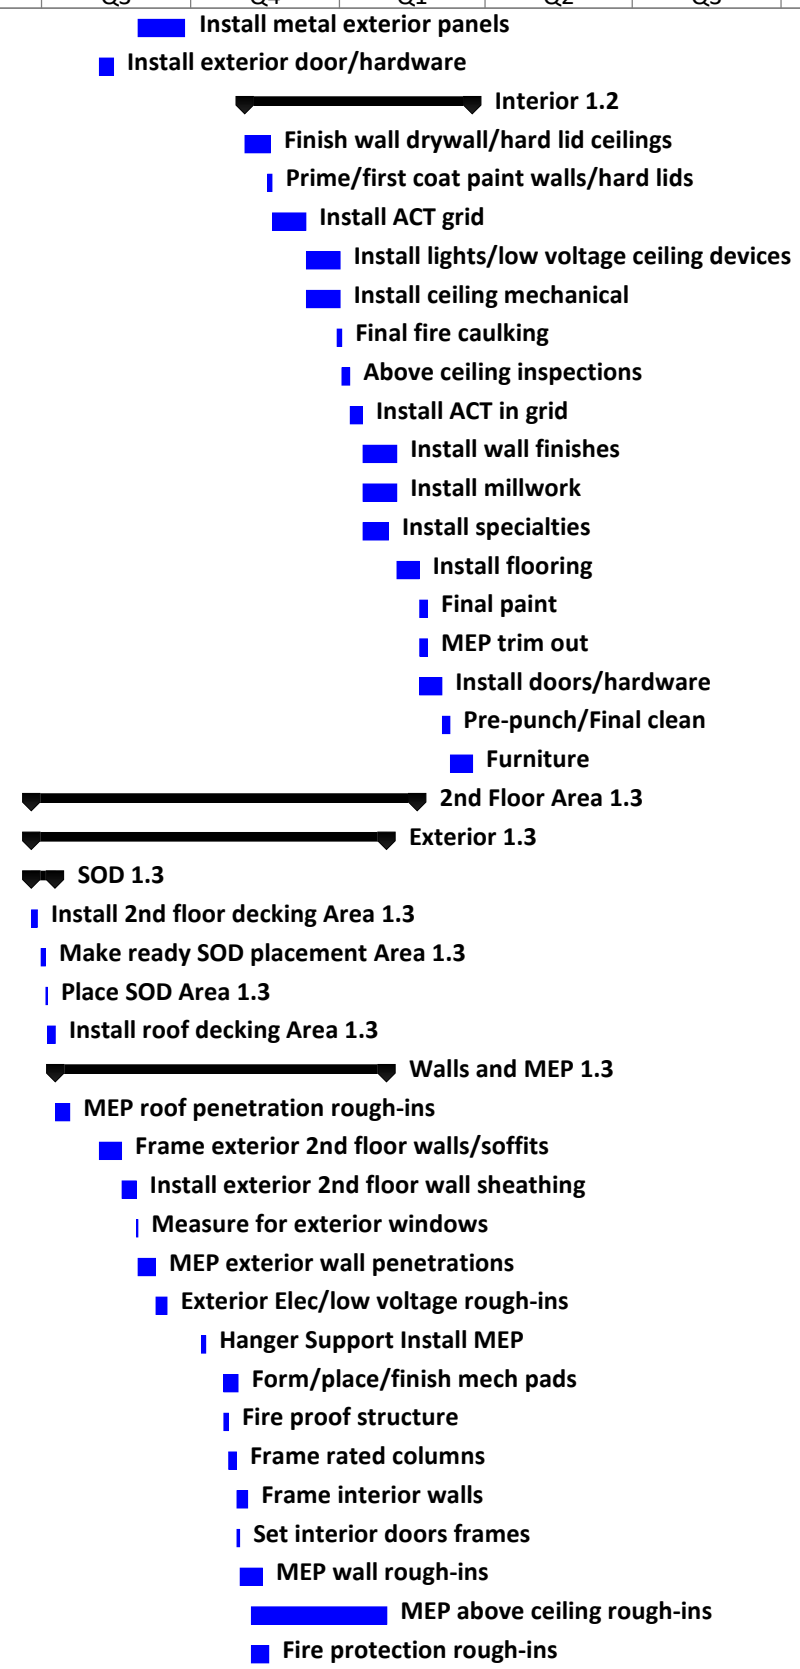 Q3 Q4 Q1 Q2 Q3
Install metal exterior panels
Install exterior door/hardware
Interior 1.2
Finish wall drywall/hard lid ceilings
Prime/first coat paint walls/hard lids
Install ACT grid
Install lights/low voltage ceiling devices
Install ceiling mechanical
Final fire caulking
Above ceiling inspections
Install ACT in grid
Install wall finishes
Install millwork
Install specialties
Install flooring
Final paint
MEP trim out
Install doors/hardware
Pre-punch/Final clean
Furniture
2nd Floor Area 1.3
Exterior 1.3
SOD 1.3
Install 2nd floor decking Area 1.3
Make ready SOD placement Area 1.3
Place SOD Area 1.3
Install roof decking Area 1.3
Walls and MEP 1.3
MEP roof penetration rough-ins
Frame exterior 2nd floor walls/soffits
Install exterior 2nd floor wall sheathing
Measure for exterior windows
MEP exterior wall penetrations
Exterior Elec/low voltage rough-ins
Hanger Support Install MEP
Form/place/finish mech pads
Fire proof structure
Frame rated columns
Frame interior walls
Set interior doors frames
MEP wall rough-ins
MEP above ceiling rough-ins
Fire protection rough-ins